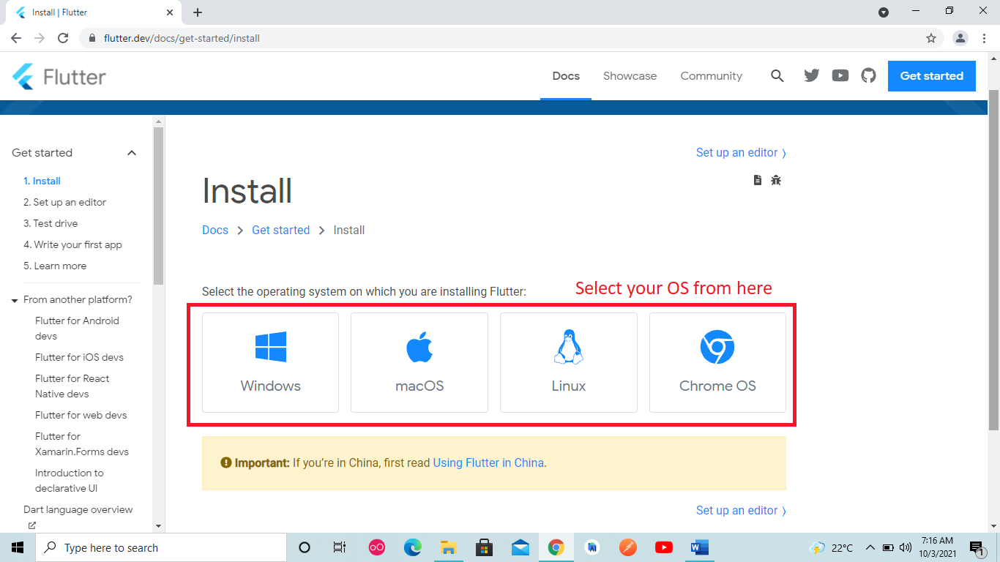 Install | Flutter
flutter.dev/docs/get-started/install
Flutter
Docs
Showcase
Community
Get started
Get started
1. Install
2. Set up an editor
3. Test drive
4. Write your first app
5. Learn more
From another platform?
Flutter for Android
devs
Flutter for iOS devs
Flutter for React
Native devs
Flutter for web devs
Flutter for
Xamarin.Forms devs
Introduction to
declarative UI
Dart language overview
Set up an editor
Install
Docs > Get started > Install
Select the operating system on which you are installing Flutter:
Select your OS from here
Windows
macOS
Linux
Chrome OS
Important: If you’re in China, first read Using Flutter in China.
Set up an editor
Type here to search
22°C
7:16 AM
10/3/2021
1